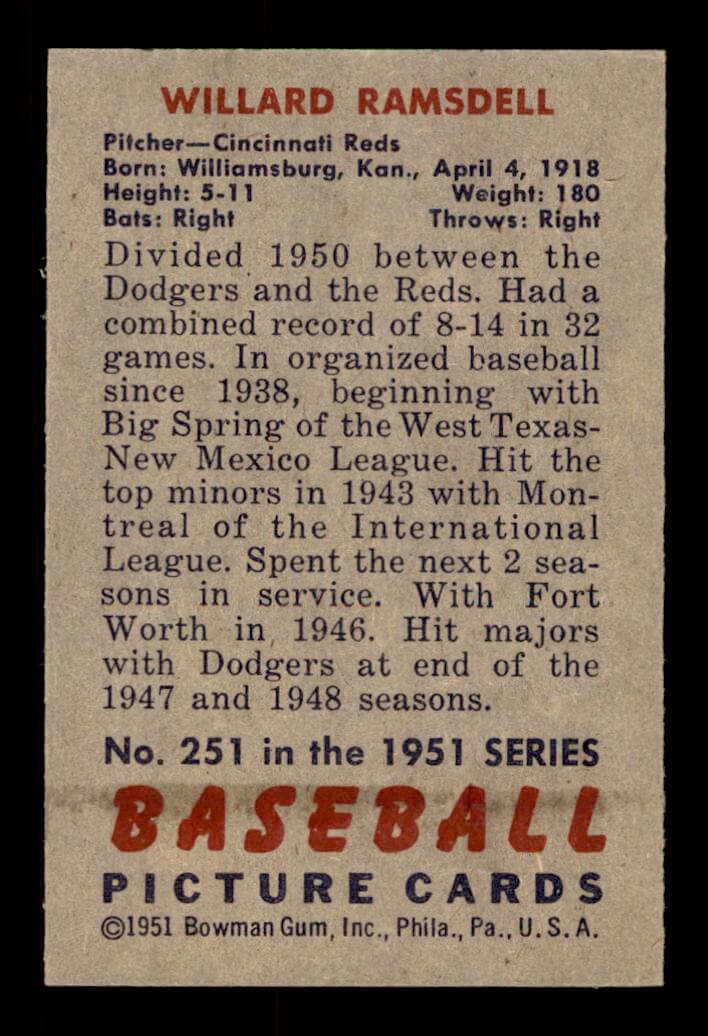 WILLARD RAMSDELL
Pitcher—Cincinnati Reds
Born: Williamsburg, Kan., April 4, 1918
Height: 5-11 Weight: 180
Bats: Right Throws: Right
Divided 1950 between the
Dodgers and the Reds. Had a
combined record of 8-14 in 32
games. In organized baseball
since 1938, beginning with
Big Spring of the West Texas-
New Mexico League. Hit the
top minors in 1943 with Mon-
treal of the International
League. Spent the next 2 sea-
sons in service. With Fort
Worth in 1946. Hit majors
with Dodgers at end of the
1947 and 1948 seasons.
No. 251 in the 1951 SERIES
BASEBALL
PICTURE CARDS
©1951 Bowman Gum, Inc., Phila., Pa., U.S.A.